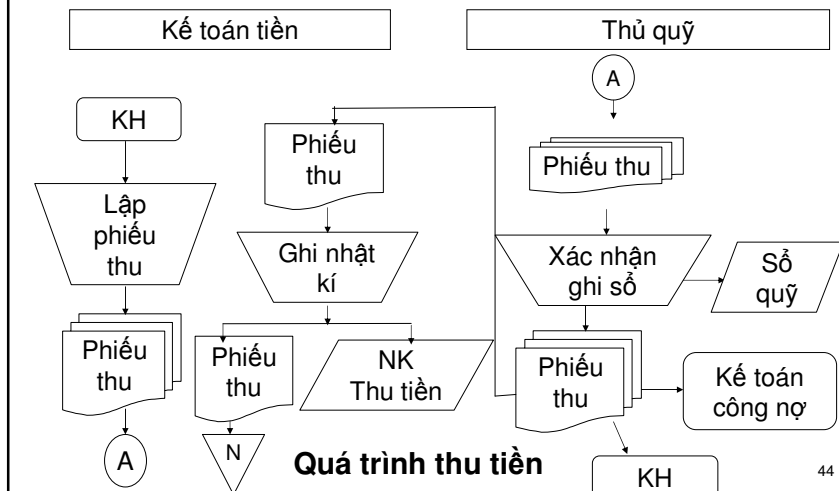 Kế toán tiền
Thủ quỹ
KH
Lập
phiếu
thu
Phiếu
thu
A
Phiếu
thu
Ghi nhật
kí
Phiếu
thu
N
NK
Thu tiền
A
Phiếu thu
Xác nhận
ghi sổ
Sổ
quỹ
Phiếu
thu
Kế toán
công nợ
KH
Quá trình thu tiền
44